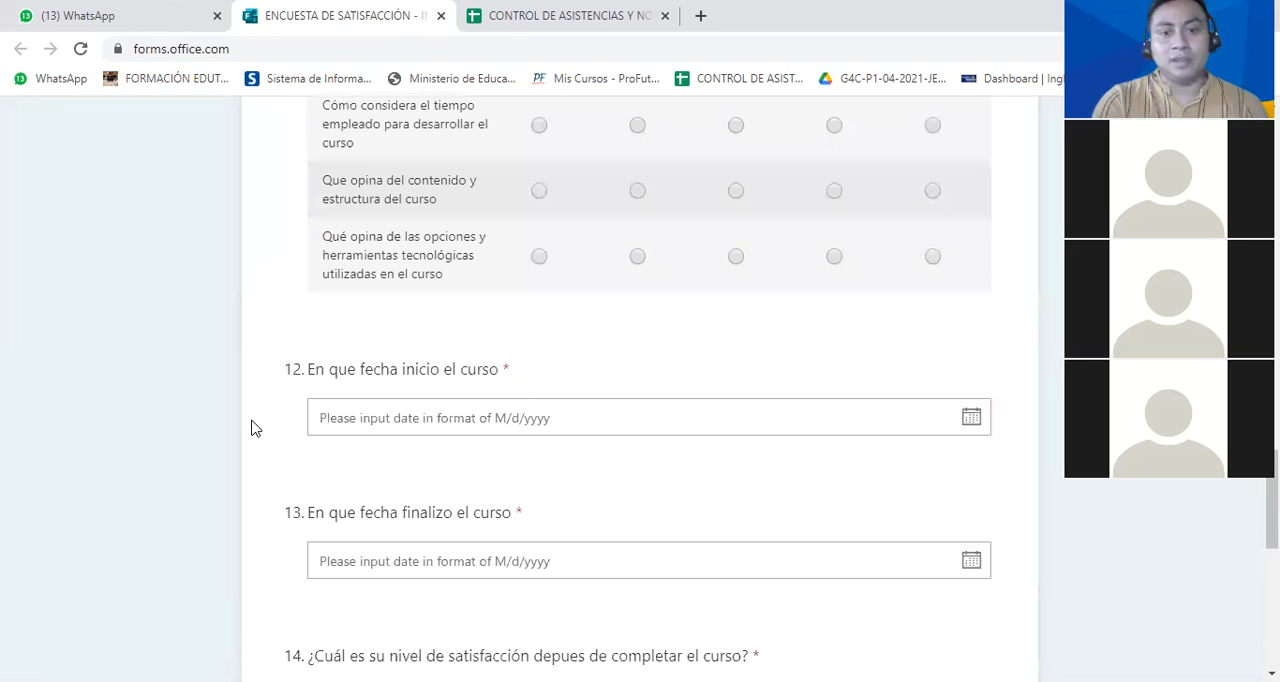 (13) WhatsApp
ENCUESTA DE SATISFACCIÓN -
CONTROL DE ASISTENCIAS Y NO
forms.office.com
WhatsApp
FORMACIÓN EDUT...
Sistema de Informa...
Ministerio de Educa...
Mis Cursos - ProFut...
CONTROL DE ASIST...
G4C-P1-04-2021-JE...
Dashboard | Ingl
Cómo considera el tiempo
empleado para desarrollar el
curso
Que opina del contenido y
estructura del curso
Qué opina de las opciones y
herramientas tecnológicas
utilizadas en el curso
12. En que fecha inicio el curso *
Please input date in format of M/d/yyyy
13. En que fecha finalizo el curso *
Please input date in format of M/d/yyyy
14. ¿Cuál es su nivel de satisfacción depues de completar el curso? *